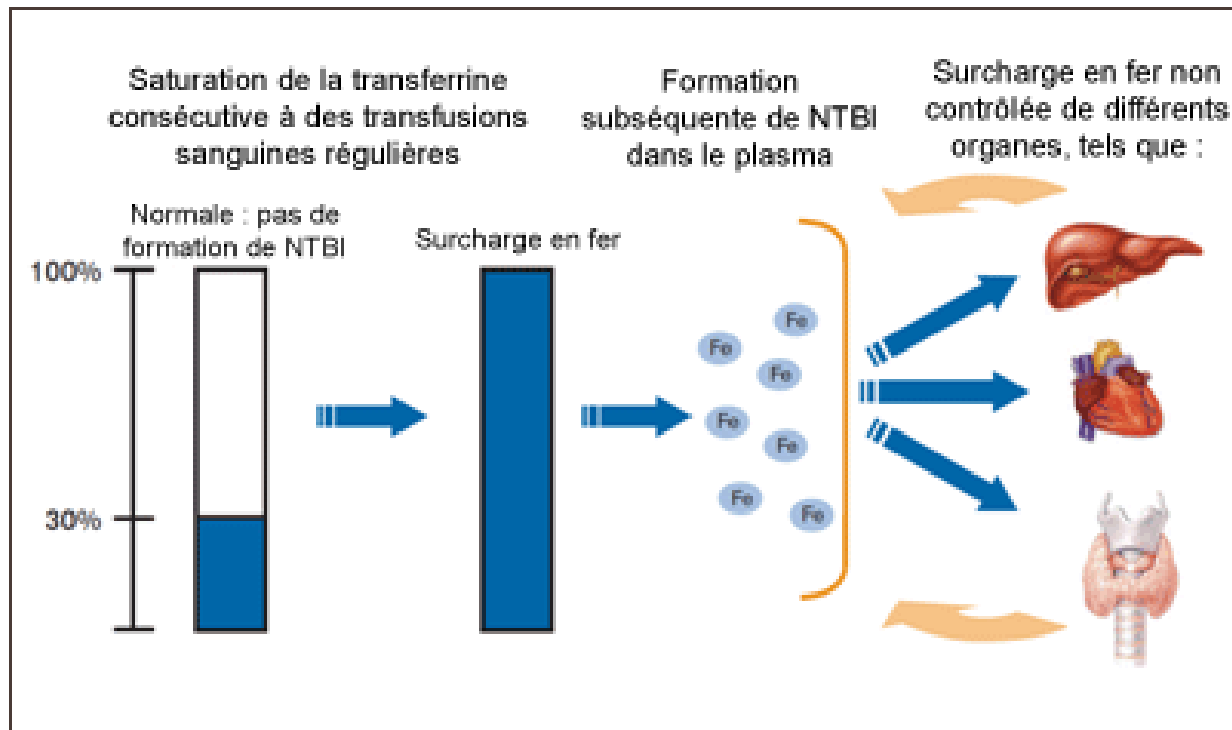 Saturation de la transferrine
consécutive à des transfusions
sanguines régulières
Formation
subséquente de NTBI
dans le plasma
Surcharge en fer non
contrôlée de différents
organes, tels que :
Normale : pas de
formation de NTBI
Surcharge en fer
100%
30%
Fe
Fe
Fe
Fe
Fe
Fe
Fe